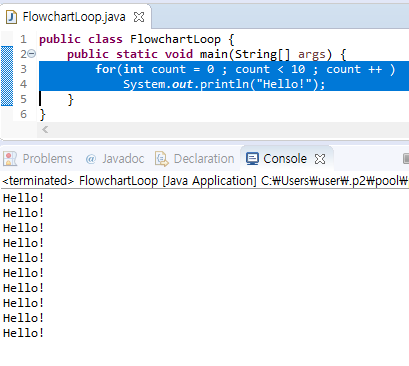 FlowchartLoop.java
1 public class FlowchartLoop {
2 public static void main(String[] args) {
3 for(int count = 0 ; count < 10 ; count ++ )
4 System.out.println("Hello!");
5 }
6 }
Problems @ Javadoc Declaration Console
<terminated> FlowchartLoop [Java Application] C:₩Users₩user₩.p2₩pool₩
Hello!
Hello!
Hello!
Hello!
Hello!
Hello!
Hello!
Hello!
Hello!
Hello!